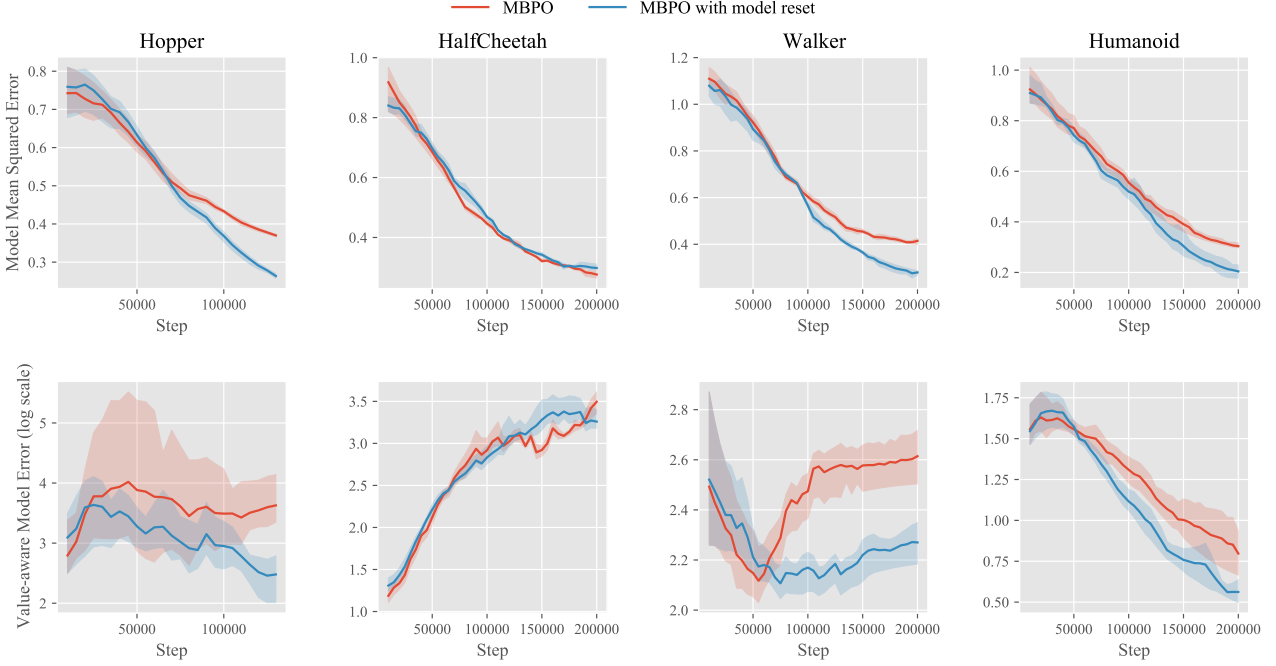 MBPO MBPO with model reset
Hopper HalfCheetah Walker Humanoid
Model Mean Squared Error
0.8 0.7 0.6 0.5 0.4 0.3
50000 100000
Step
1.0 0.8 0.6 0.4
50000 100000 150000 200000
Step
1.2 1.0 0.8 0.6 0.4
50000 100000 150000 200000
Step
1.0 0.8 0.6 0.4 0.2
50000 100000 150000 200000
Step
Value-aware Model Error (log scale)
5 4 3 2
50000 100000
Step
3.5 3.0 2.5 2.0 1.5 1.0
50000 100000 150000 200000
Step
2.8 2.6 2.4 2.2 2.0
50000 100000 150000 200000
Step
1.75 1.50 1.25 1.00 0.75 0.50
50000 100000 150000 200000
Step